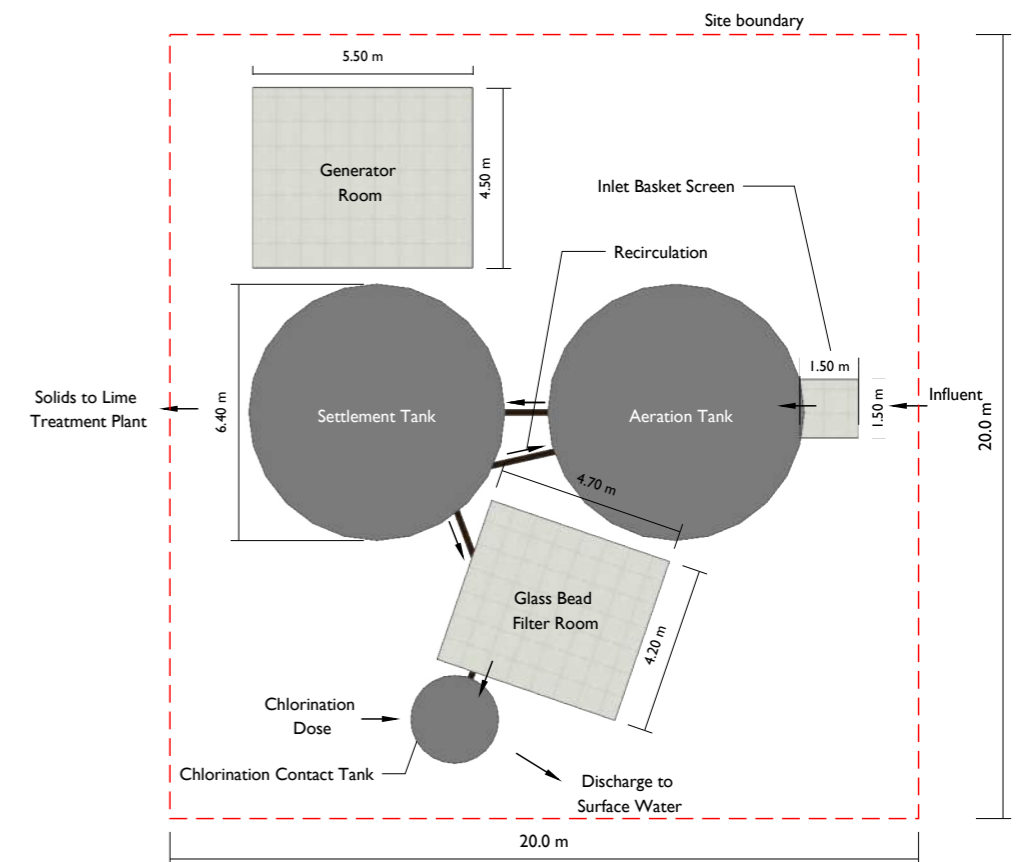 Site boundary
5.50 m
Generator
Room
4.50 m
Inlet Basket Screen
Recirculation
1.50 m
Solids to Lime
Treatment Plant
6.40 m
Settlement Tank
Aeration Tank
1.50 m
Influent
20.0 m
4.70 m
Glass Bead
Filter Room
4.20 m
Chlorination
Dose
Chlorination Contact Tank
Discharge to
Surface Water
20.0 m